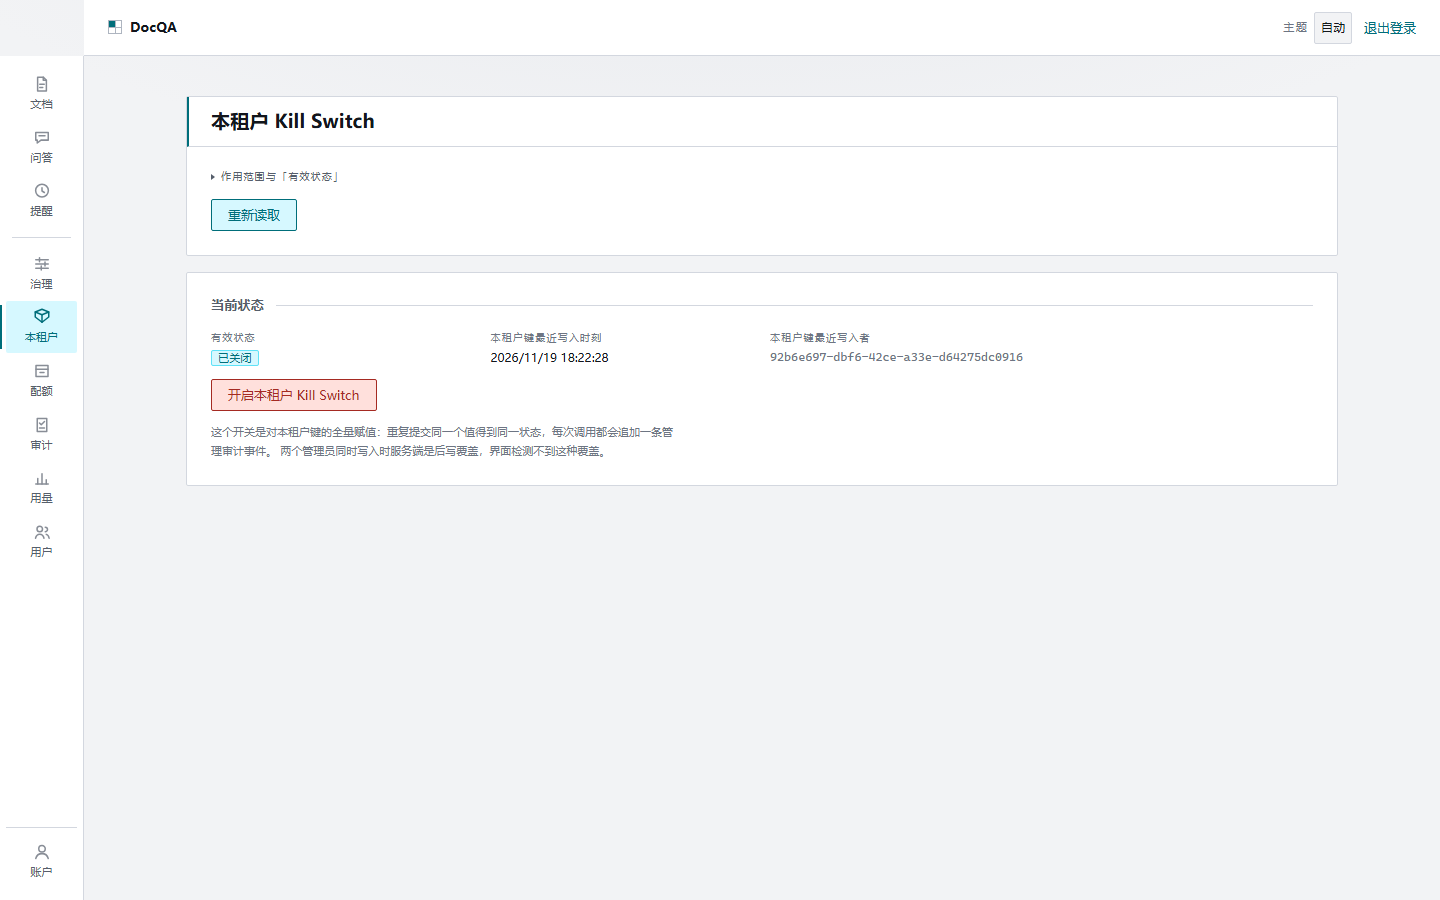 DocQA
主题 自动 退出登录
文档
问答
提醒
治理
本租户
配额
审计
用量
用户
账户
本租户 Kill Switch
作用范围与「有效状态」
重新读取
当前状态
有效状态
已关闭
本租户键最近写入时刻
2026/11/19 18:22:28
本租户键最近写入者
92b6e697-dbf6-42ce-a33e-d64275dc0916
开启本租户 Kill Switch
这个开关是对本租户键的全量赋值：重复提交同一个值得到同一状态，每次调用都会追加一条管
理审计事件。 两个管理员同时写入时服务端是后写覆盖，界面检测不到这种覆盖。